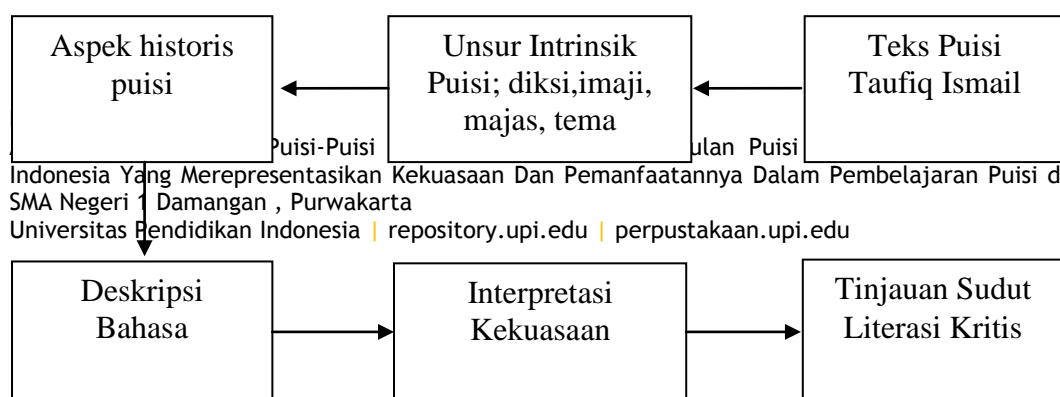 Aspek historis
puisi
Unsur Intrinsik
Puisi; diksi,imaji,
majas, tema
Teks Puisi
Taufiq Ismail
Puisi-Puisi Puisi
Indonesia Yang Merepresentasikan Kekuasaan Dan Pemanfaatannya Dalam Pembelajaran Puisi
SMA Negeri 1 Damangan , Purwakarta
Universitas Pendidikan Indonesia | repository.upi.edu | perpustakaan.upi.edu
Deskripsi
Bahasa
Interpretasi
Kekuasaan
Tinjauan Sudut
Literasi Kritis